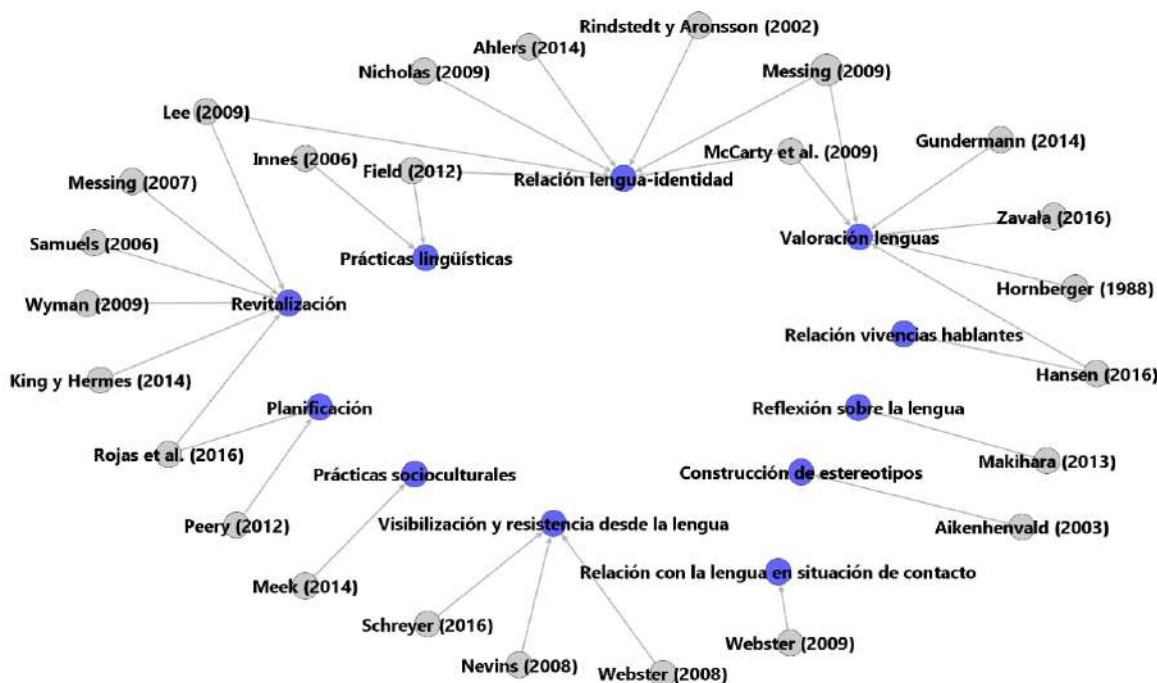 Rindstedt y Aronsson (2002)
Ahlers (2014)
Nicholas (2009)
Messing (2009)
Lee (2009)
Gundermann (2014)
Innes (2006)
McCarty et al. (2009)
Field (2012)
Relación lengua-identidad
Messing (2007)
Zavala (2016)
Valoración lenguas
Samuels (2006)
Prácticas lingüísticas
Hornberger (1988)
Wyman (2009)
Revitalización
Relación vivencias hablantes
Hansen (2016)
King y Hermes (2014)
Planificación
Reflexión sobre la lengua
Rojas et al. (2016)
Makihara (2013)
Prácticas socioculturales
Construcción de estereotipos
Peery (2012)
Visibilización y resistencia desde la lengua
Aikenhenvald (2003)
Relación con la lengua en situación de contacto
Meek (2014)
Schreyer (2016)
Webster (2009)
Nevins (2008)
Webster (2008)